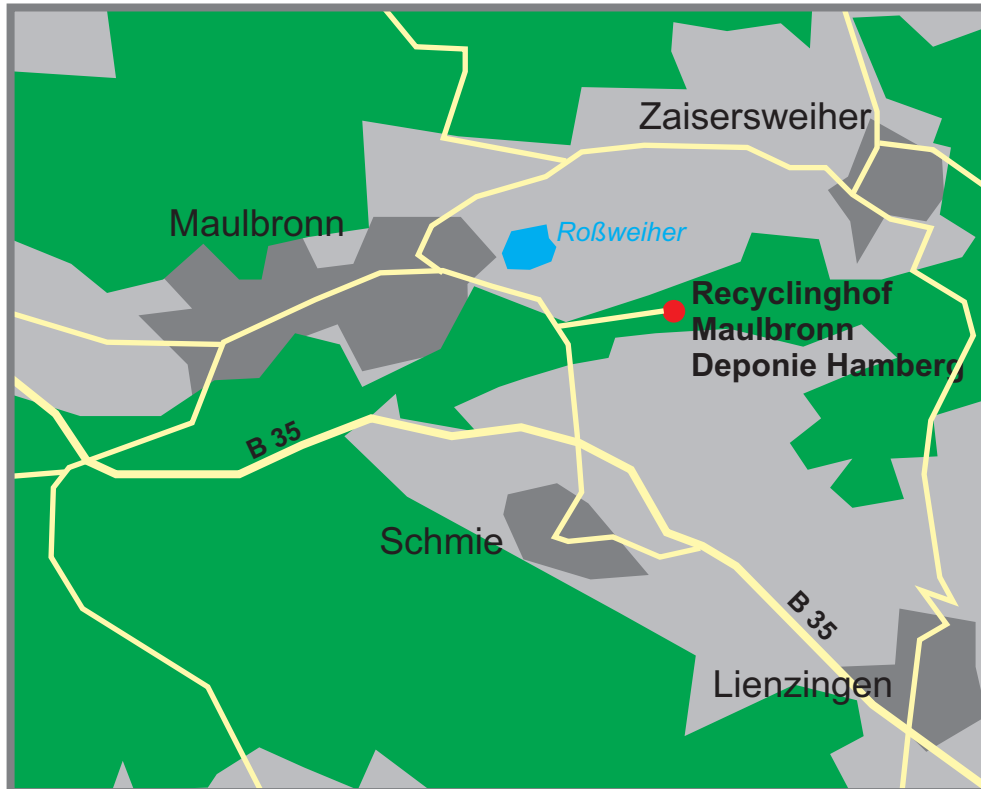 Zaisersweiher
Maulbronn
Roßweiher
Recyclinghof
Maulbronn
Deponie Hamberg
B 35
Schmie
B 35
Lienzingen